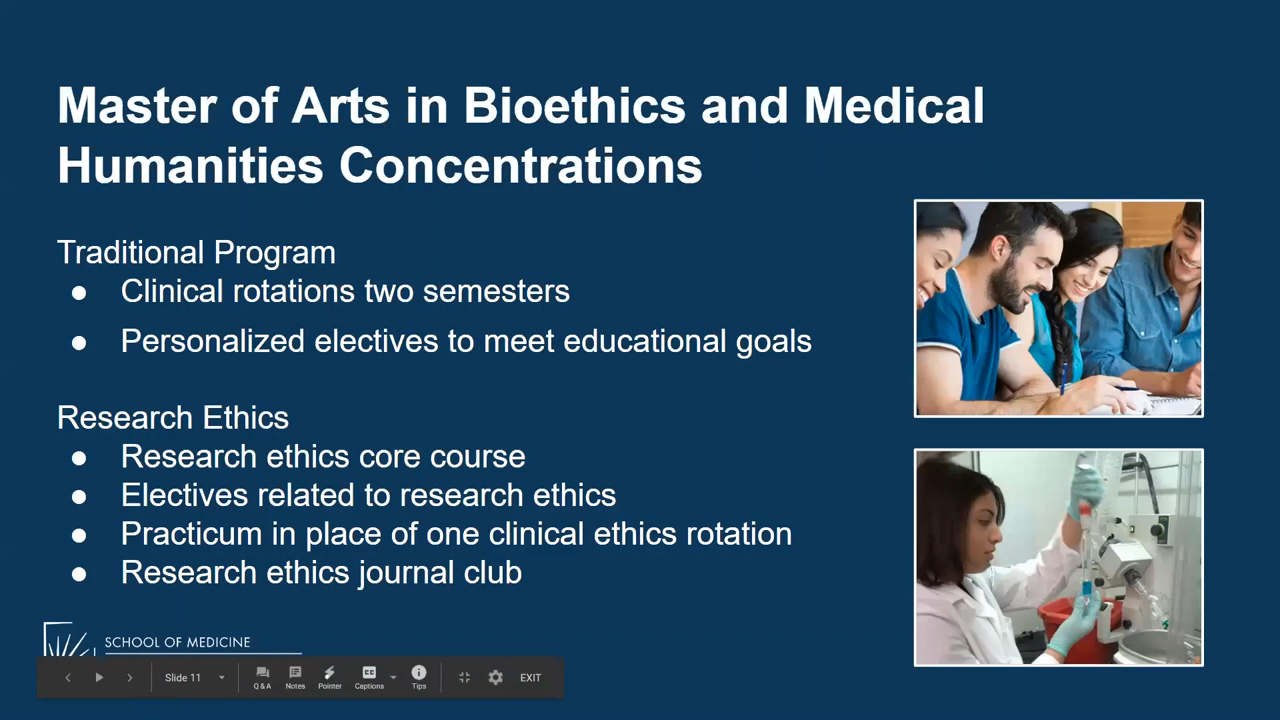 Master of Arts in Bioethics and Medical
Humanities Concentrations
Traditional Program
● Clinical rotations two semesters
● Personalized electives to meet educational goals
Research Ethics
● Research ethics core course
● Electives related to research ethics
● Practicum in place of one clinical ethics rotation
● Research ethics journal club
SCHOOL OF MEDICINE
Slide 11
Q & A
Notes
Pointer
CC
Captions
Tips
EXIT